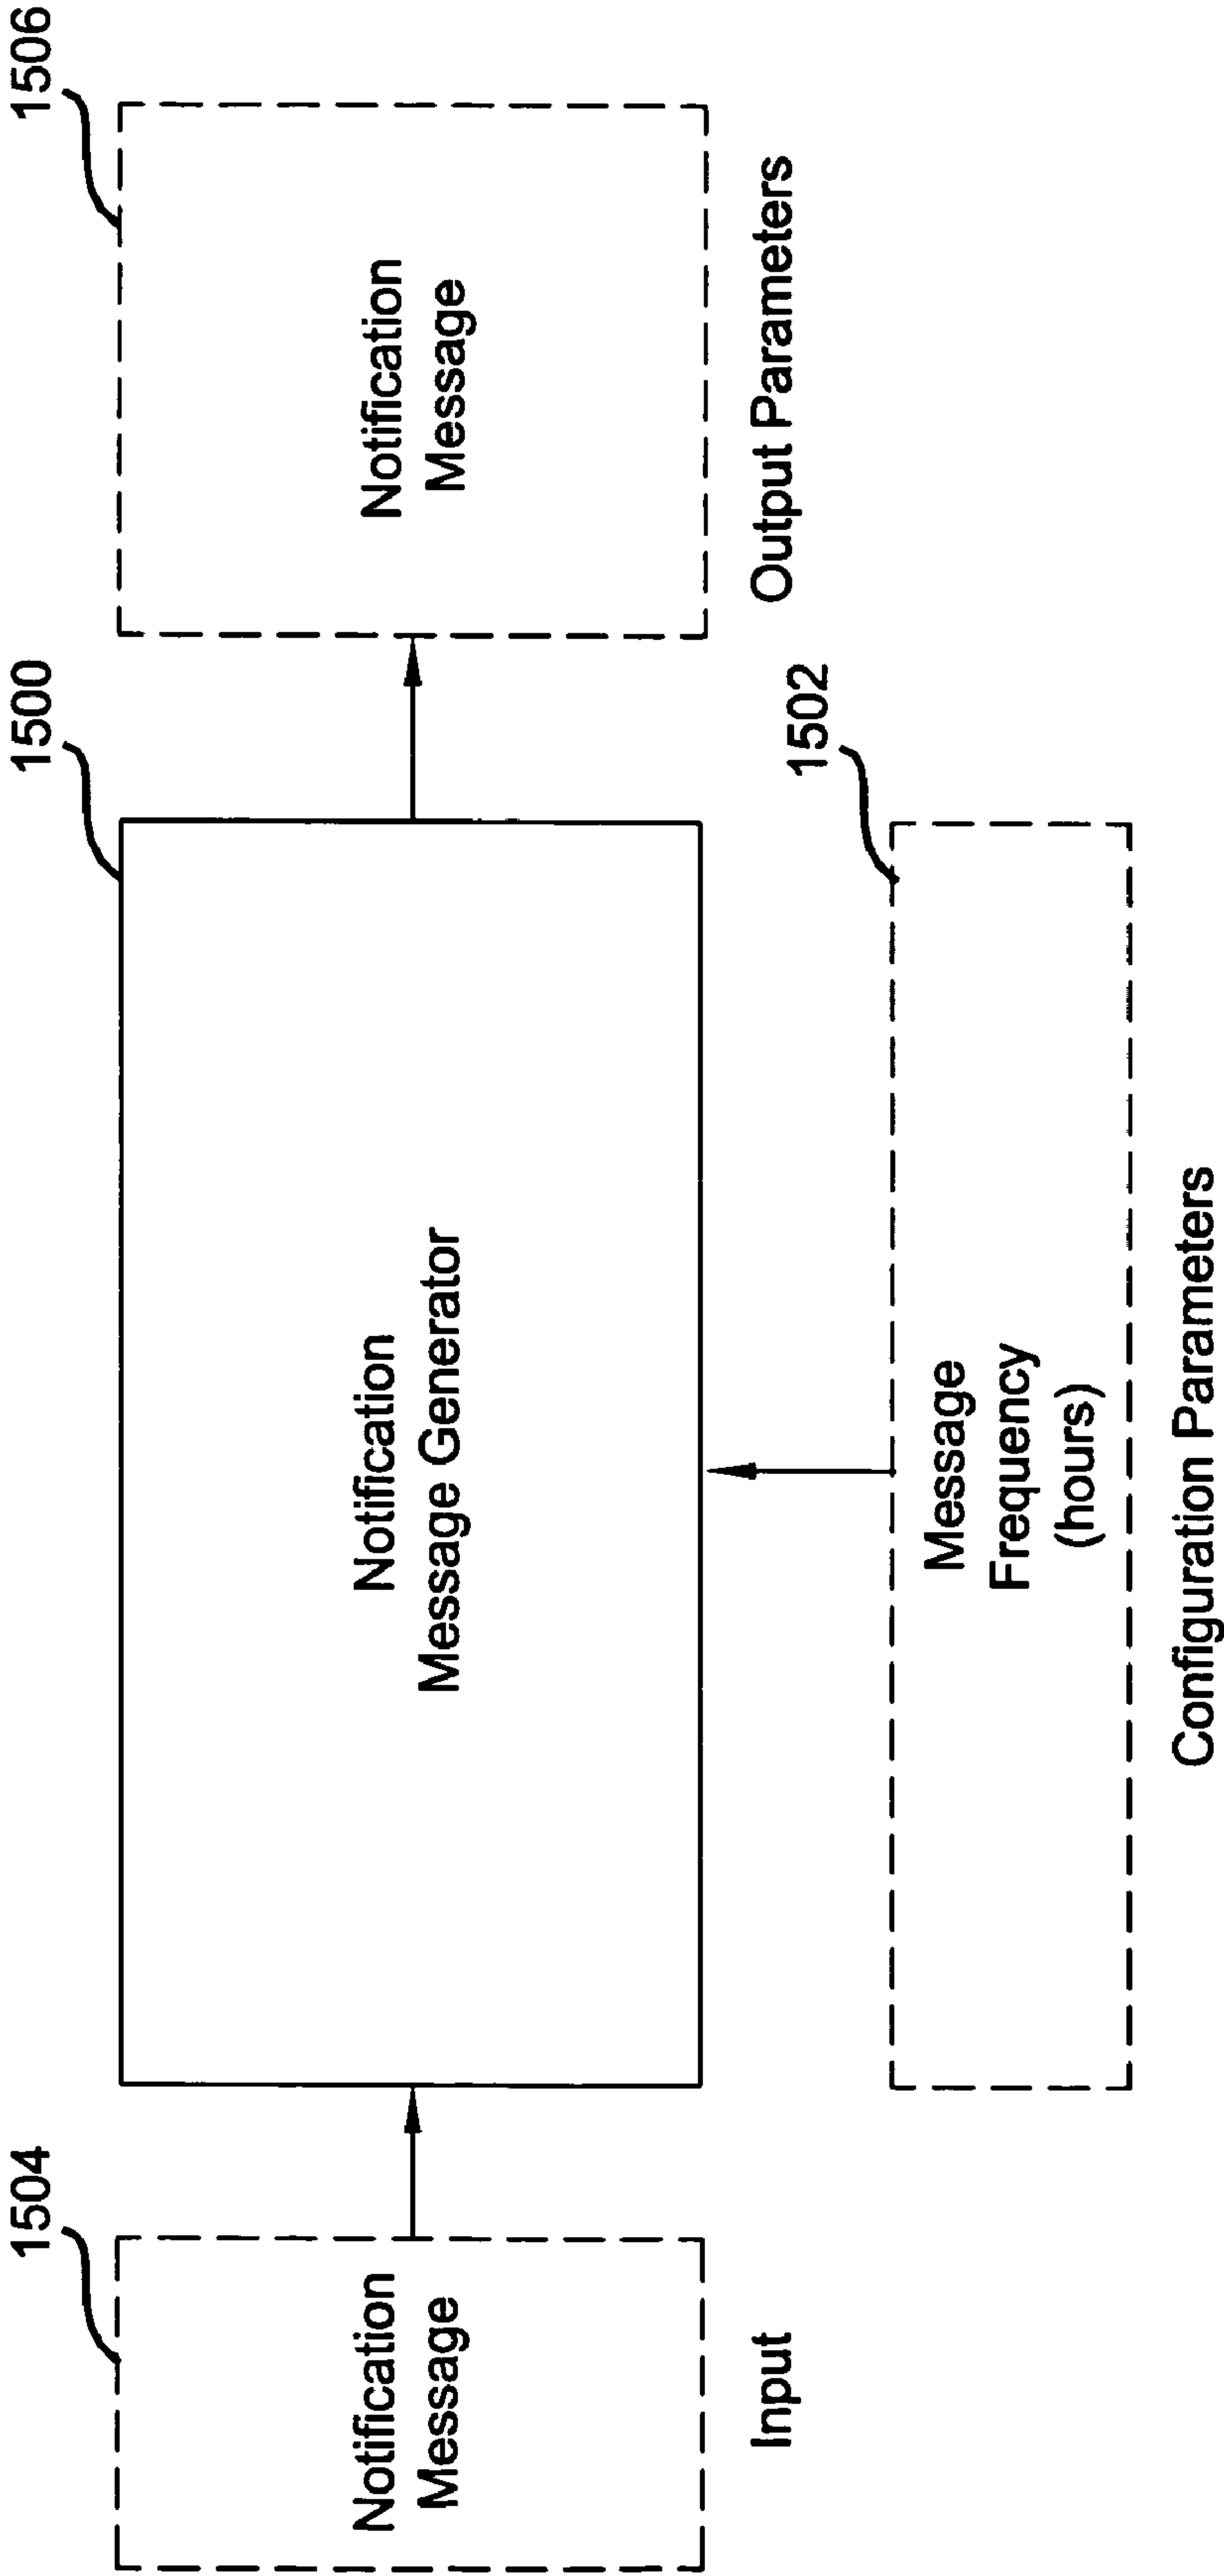 1504
Notification
Message
Input
1500
Notification
Message Generator
1502
Message
Frequency
(hours)
Configuration Parameters
1506
Notification
Message
Output Parameters